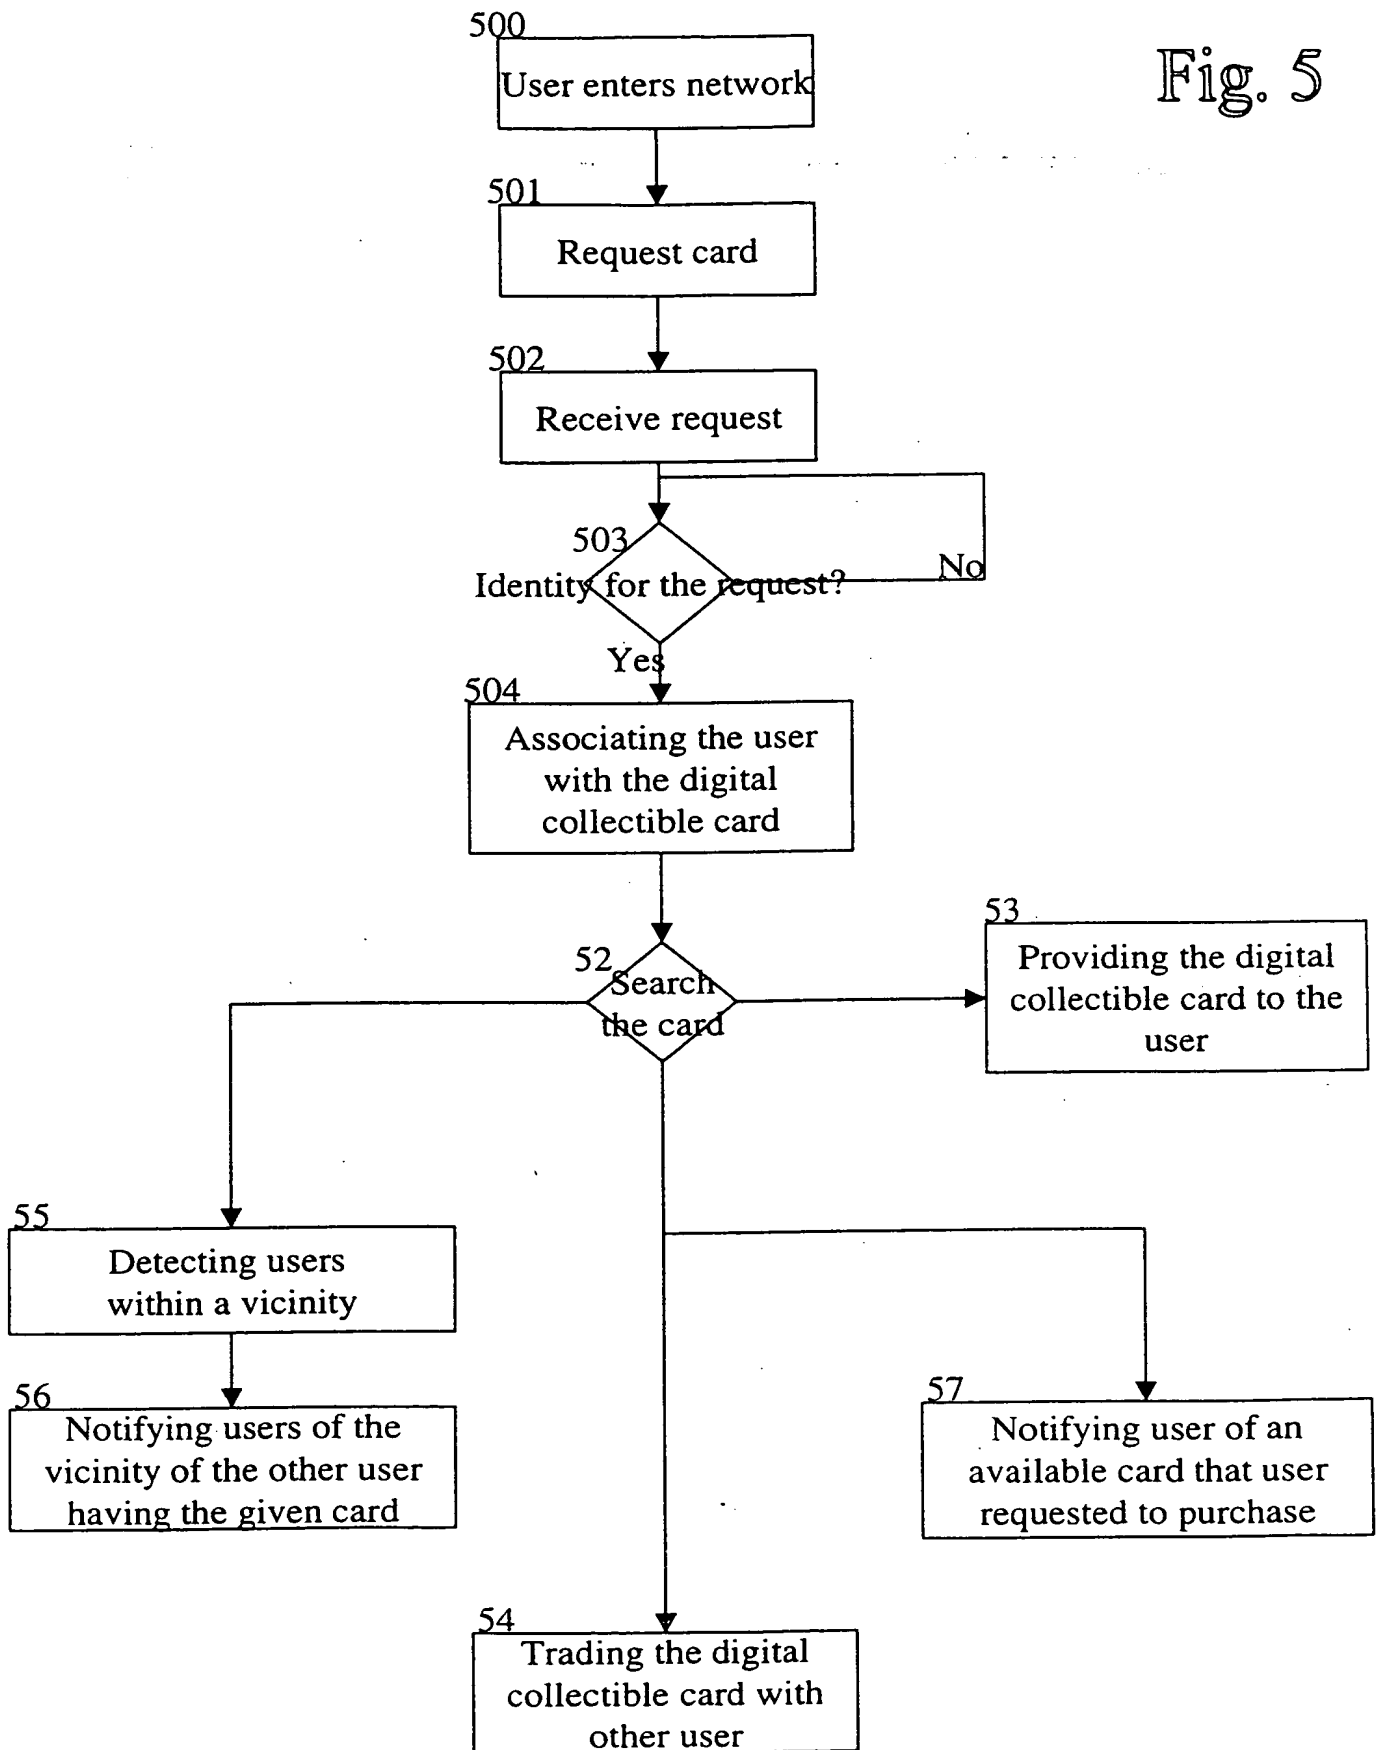 Fig. 5
500
User enters network
501
Request card
502
Receive request
503
Identity for the request?
No
Yes
504
Associating the user
with the digital
collectible card
52
Search
the card
53
Providing the digital
collectible card to the
user
55
Detecting users
within a vicinity
56
Notifying users of the
vicinity of the other user
having the given card
57
Notifying user of an
available card that user
requested to purchase
54
Trading the digital
collectible card with
other user